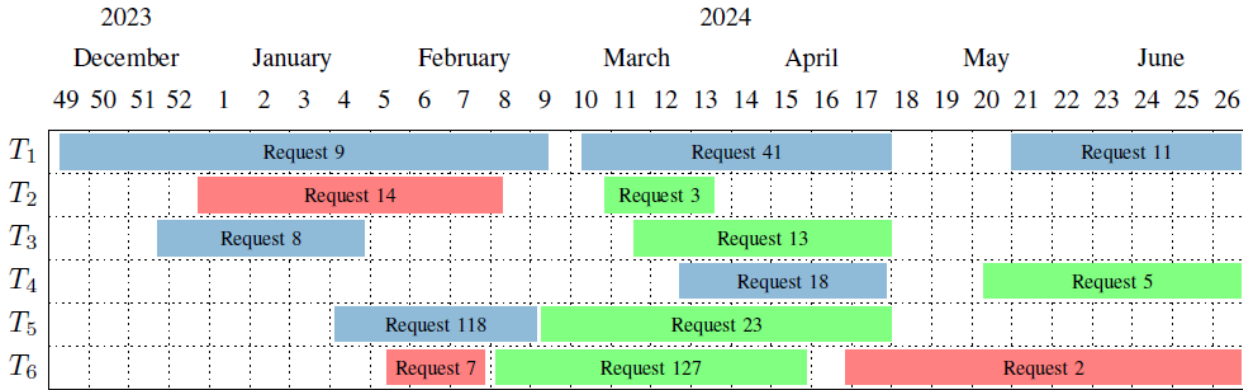 2023 2024
December January February March April May June
49 50 51 52 1 2 3 4 5 6 7 8 9 10 11 12 13 14 15 16 17 18 19 20 21 22 23 24 25 26
T1 Request 9 Request 41 Request 11
T2 Request 14 Request 3
T3 Request 8 Request 13
T4 Request 18 Request 5
T5 Request 118 Request 23
T6 Request 7 Request 127 Request 2